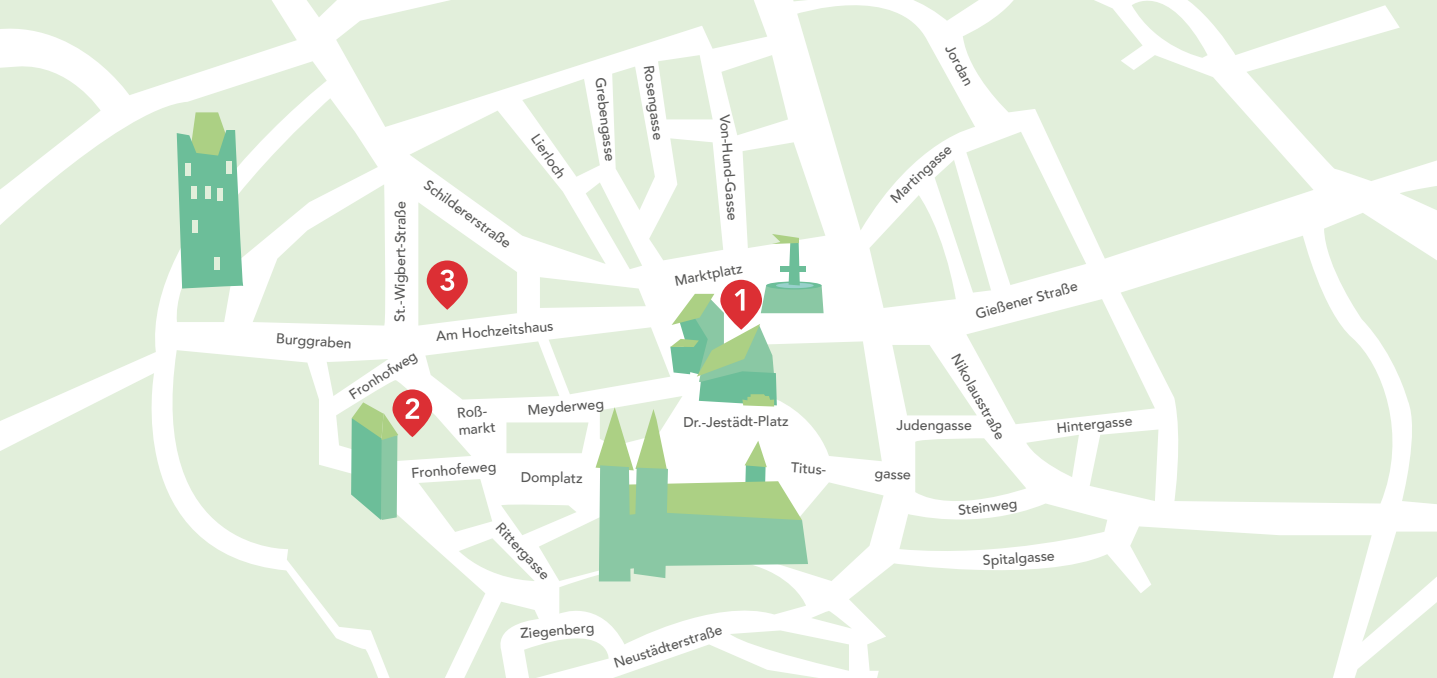 Jordan
Grebengasse
Rosengasse
Lierloch
Von-Hund-Gasse
Martingasse
Schildererstraße
St.-Wigbert-Straße
3
Marktplatz
1
Gießener Straße
Burggraben
Am Hochzeitshaus
Fronhofweg
2
Roß-
markt
Meyderweg
Dr.-Jestädt-Platz
Nikolausstraße
Judengasse
Hintergasse
Fronhofeweg
Domplatz
Titus-
gasse
Steinweg
Rittergasse
Spitalgasse
Ziegenberg
Neustädterstraße